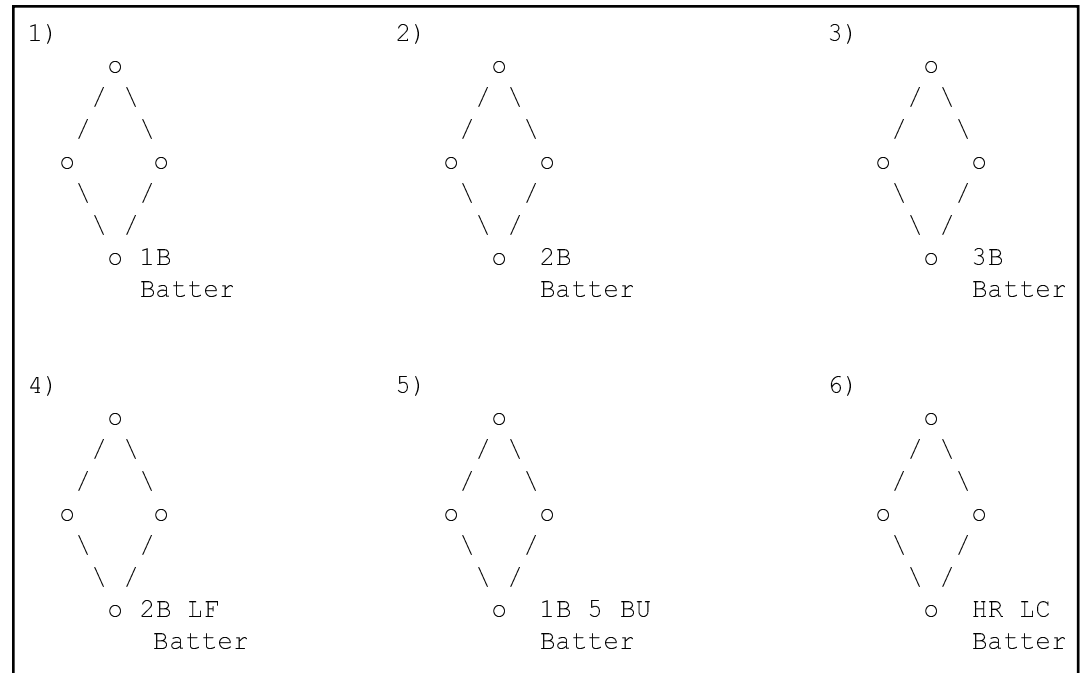 1) 2) 3)
1B 2B 3B
Batter Batter Batter
4) 5) 6)
2B LF 1B 5 BU HR LC
Batter Batter Batter